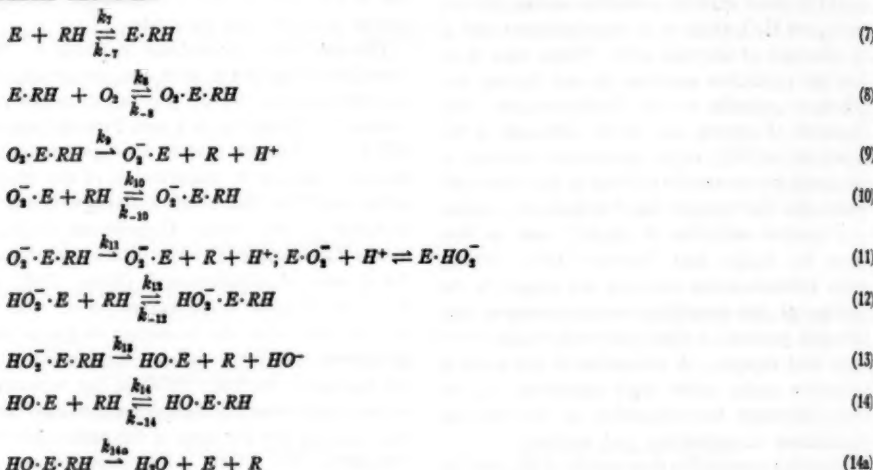 E + RH k₇ ⇌ k₋₇ E·RH (7)
E·RH + O₂ k₈ ⇌ k₋₈ O₂·E·RH (8)
O₂·E·RH k₉ ⇀ O₂⁻·E + R + H⁺ (9)
O₂⁻·E + RH k₁₀ ⇌ k₋₁₀ O₂⁻·E·RH (10)
O₂⁻·E·RH k₁₁ → O₂⁼·E + R + H⁺; E·O₂⁼ + H⁺ ⇌ E·HO₂⁻ (11)
HO₂⁻·E + RH k₁₂ ⇌ k₋₁₂ HO₂⁻·E·RH (12)
HO₂⁻·E·RH k₁₃ → HO·E + R + HO⁻ (13)
HO·E + RH k₁₄ ⇌ k₋₁₄ HO·E·RH (14)
HO·E·RH k₁₄ₐ → H₂O + E + R (14a)